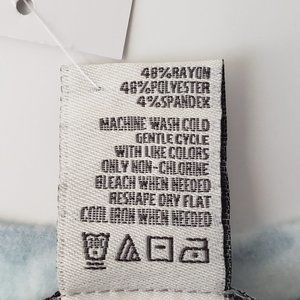 48%RAYON
48%POLYESTER
4%SPANDEX
MACHINE WASH COLD
GENTLE CYCLE
WITH LIKE COLORS
ONLY NON-CHLORINE
BLEACH WHEN NEEDED
RESHAPE DRY FLAT
COOL IRON WHEN NEEDED